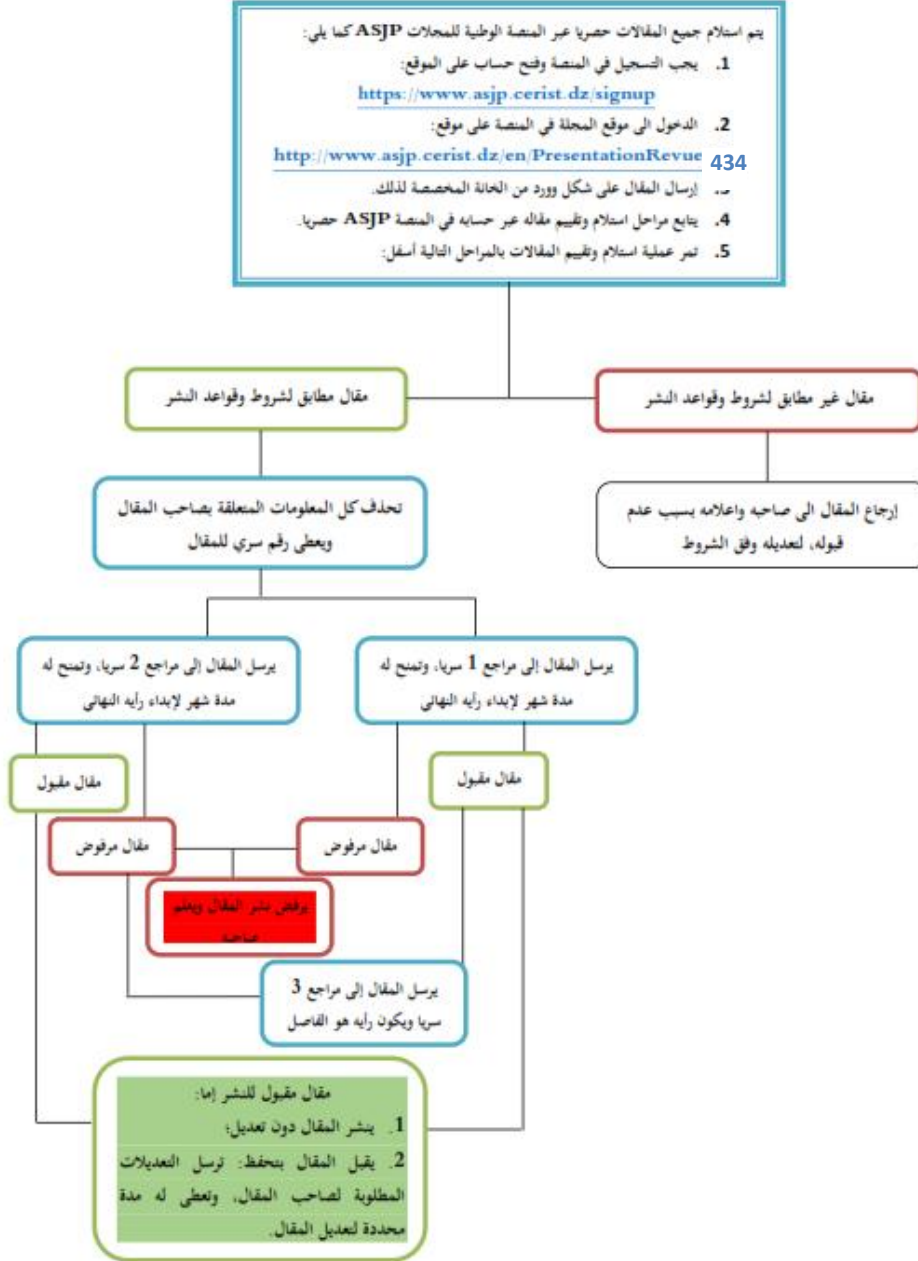 يتم استلام جميع المقالات حصريا عبر المنصة الوطنية للمجلات ASJP كما يلي:
1. يجب التسجيل في المنصة وفتح حساب على الموقع:
https://www.asjp.cerist.dz/signup
2. الدخول الى موقع المجلة في المنصة على موقع:
http://www.asjp.cerist.dz/en/PresentationRevue 434
إرسال المقال على شكل وورد من الخانة المخصصة لذلك.
4. يتابع مراحل استلام وتقييم مقاله عبر حسابه في المنصة ASJP حصريا.
5. تمر عملية استلام وتقييم المقالات بالمراحل التالية أسفل:
مقال غير مطابق لشروط وقواعد النشر
مقال مطابق لشروط وقواعد النشر
إرجاع المقال الى صاحبه واعلامه بسبب عدم
قبوله، لتعديله وفق الشروط
تحذف كل المعلومات المتعلقة بصاحب المقال
ويعطى رقم سري للمقال
يرسل المقال إلى مراجع 1 سريا، وتمنح له
مدة شهر لإبداء رأيه النهائي
يرسل المقال إلى مراجع 2 سريا، وتمنح له
مدة شهر لإبداء رأيه النهائي
مقال مقبول
مقال مقبول
مقال مرفوض
مقال مرفوض
يرفض نشر المقال ويعلم
صاحبه
يرسل المقال إلى مراجع 3
سريا ويكون رأيه هو الفاصل
مقال مقبول للنشر إما:
1. ينشر المقال دون تعديل؛
2. يقبل المقال بتحفظ: ترسل التعديلات
المطلوبة لصاحب المقال، وتعطى له مدة
محددة لتعديل المقال.